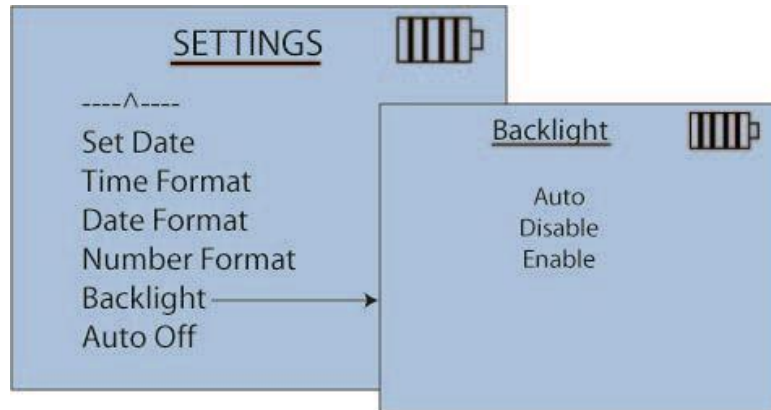 SETTINGS
----^----
Set Date
Time Format
Date Format
Number Format
Backlight
Auto Off
Backlight
Auto
Disable
Enable